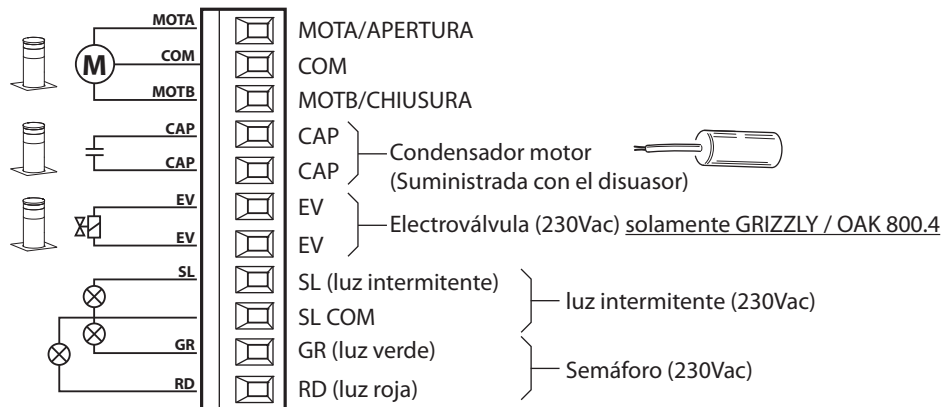 MOTA MOTA/APERTURA
M COM COM
MOTB MOTB/CHIUSURA
CAP CAP
CAP CAP
Condensador motor
(Suministrada con el disuasor)
EV EV
EV EV
Electroválvula (230Vac) solamente GRIZZLY / OAK 800.4
SL SL (luz intermitente)
SL COM
luz intermitente (230Vac)
GR GR (luz verde)
RD RD (luz roja)
Semáforo (230Vac)